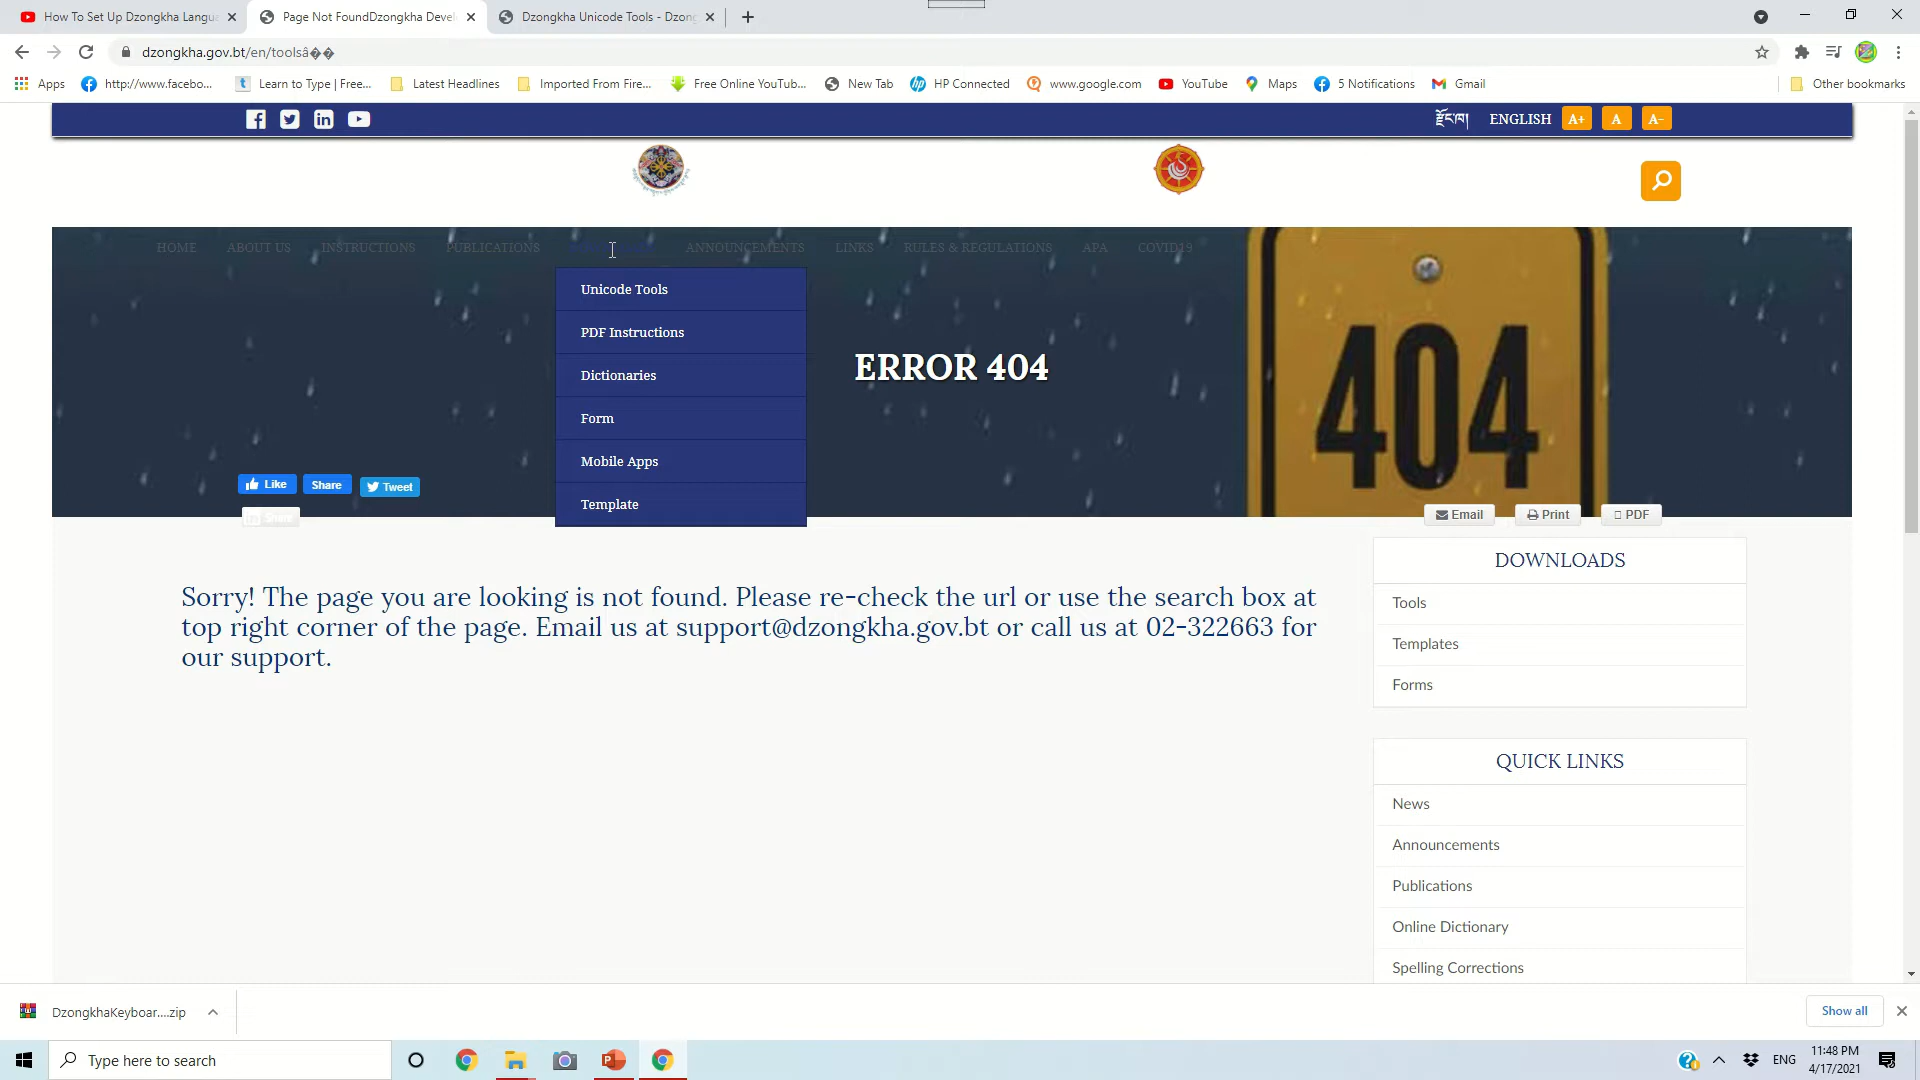 How To Set Up Dzongkha Langua
Page Not FoundDzongkha Deve
Dzongkha Unicode Tools - Dzong
dzongkha.gov.bt/en/toolsâ��
Apps
http://www.facebo...
Learn to Type | Free...
Latest Headlines
Imported From Fire...
Free Online YouTub...
New Tab
HP Connected
www.google.com
YouTube
Maps
5 Notifications
Gmail
Other bookmarks
རྫོང་ཁ།
ENGLISH
A+
A
A-
HOME
ABOUT US
INSTRUCTIONS
PUBLICATIONS
ANNOUNCEMENTS
LINKS
RULES & REGULATIONS
APA
COVID19
Unicode Tools
PDF Instructions
Dictionaries
Form
Mobile Apps
Template
ERROR 404
404
Like
Share
Tweet
Share
Email
Print
PDF
Sorry! The page you are looking is not found. Please re-check the url or use the search box at
top right corner of the page. Email us at support@dzongkha.gov.bt or call us at 02-322663 for
our support.
DOWNLOADS
Tools
Templates
Forms
QUICK LINKS
News
Announcements
Publications
Online Dictionary
Spelling Corrections
DzongkhaKeyboar....zip
Show all
Type here to search
ENG
11:48 PM
4/17/2021